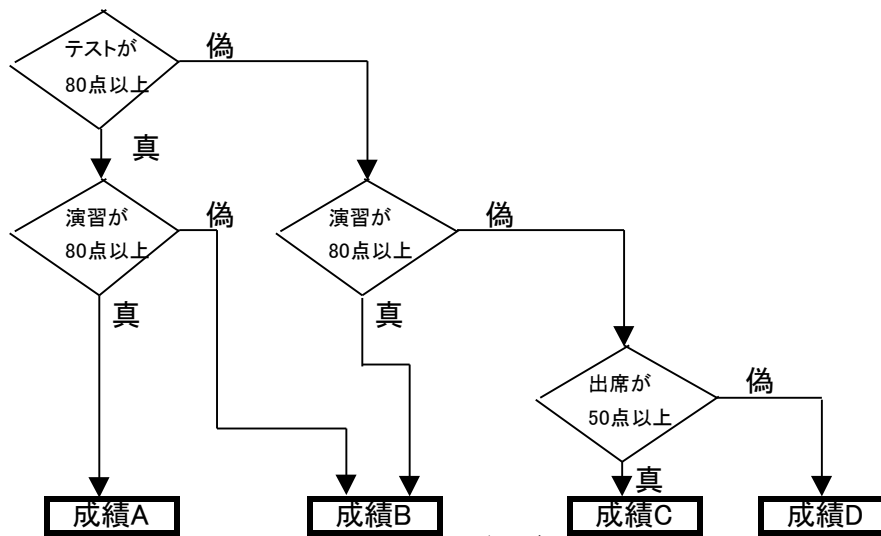 テストが
80点以上
偽
真
演習が
80点以上
偽
真
演習が
80点以上
偽
真
出席が
50点以上
偽
真
成績A
成績B
成績C
成績D